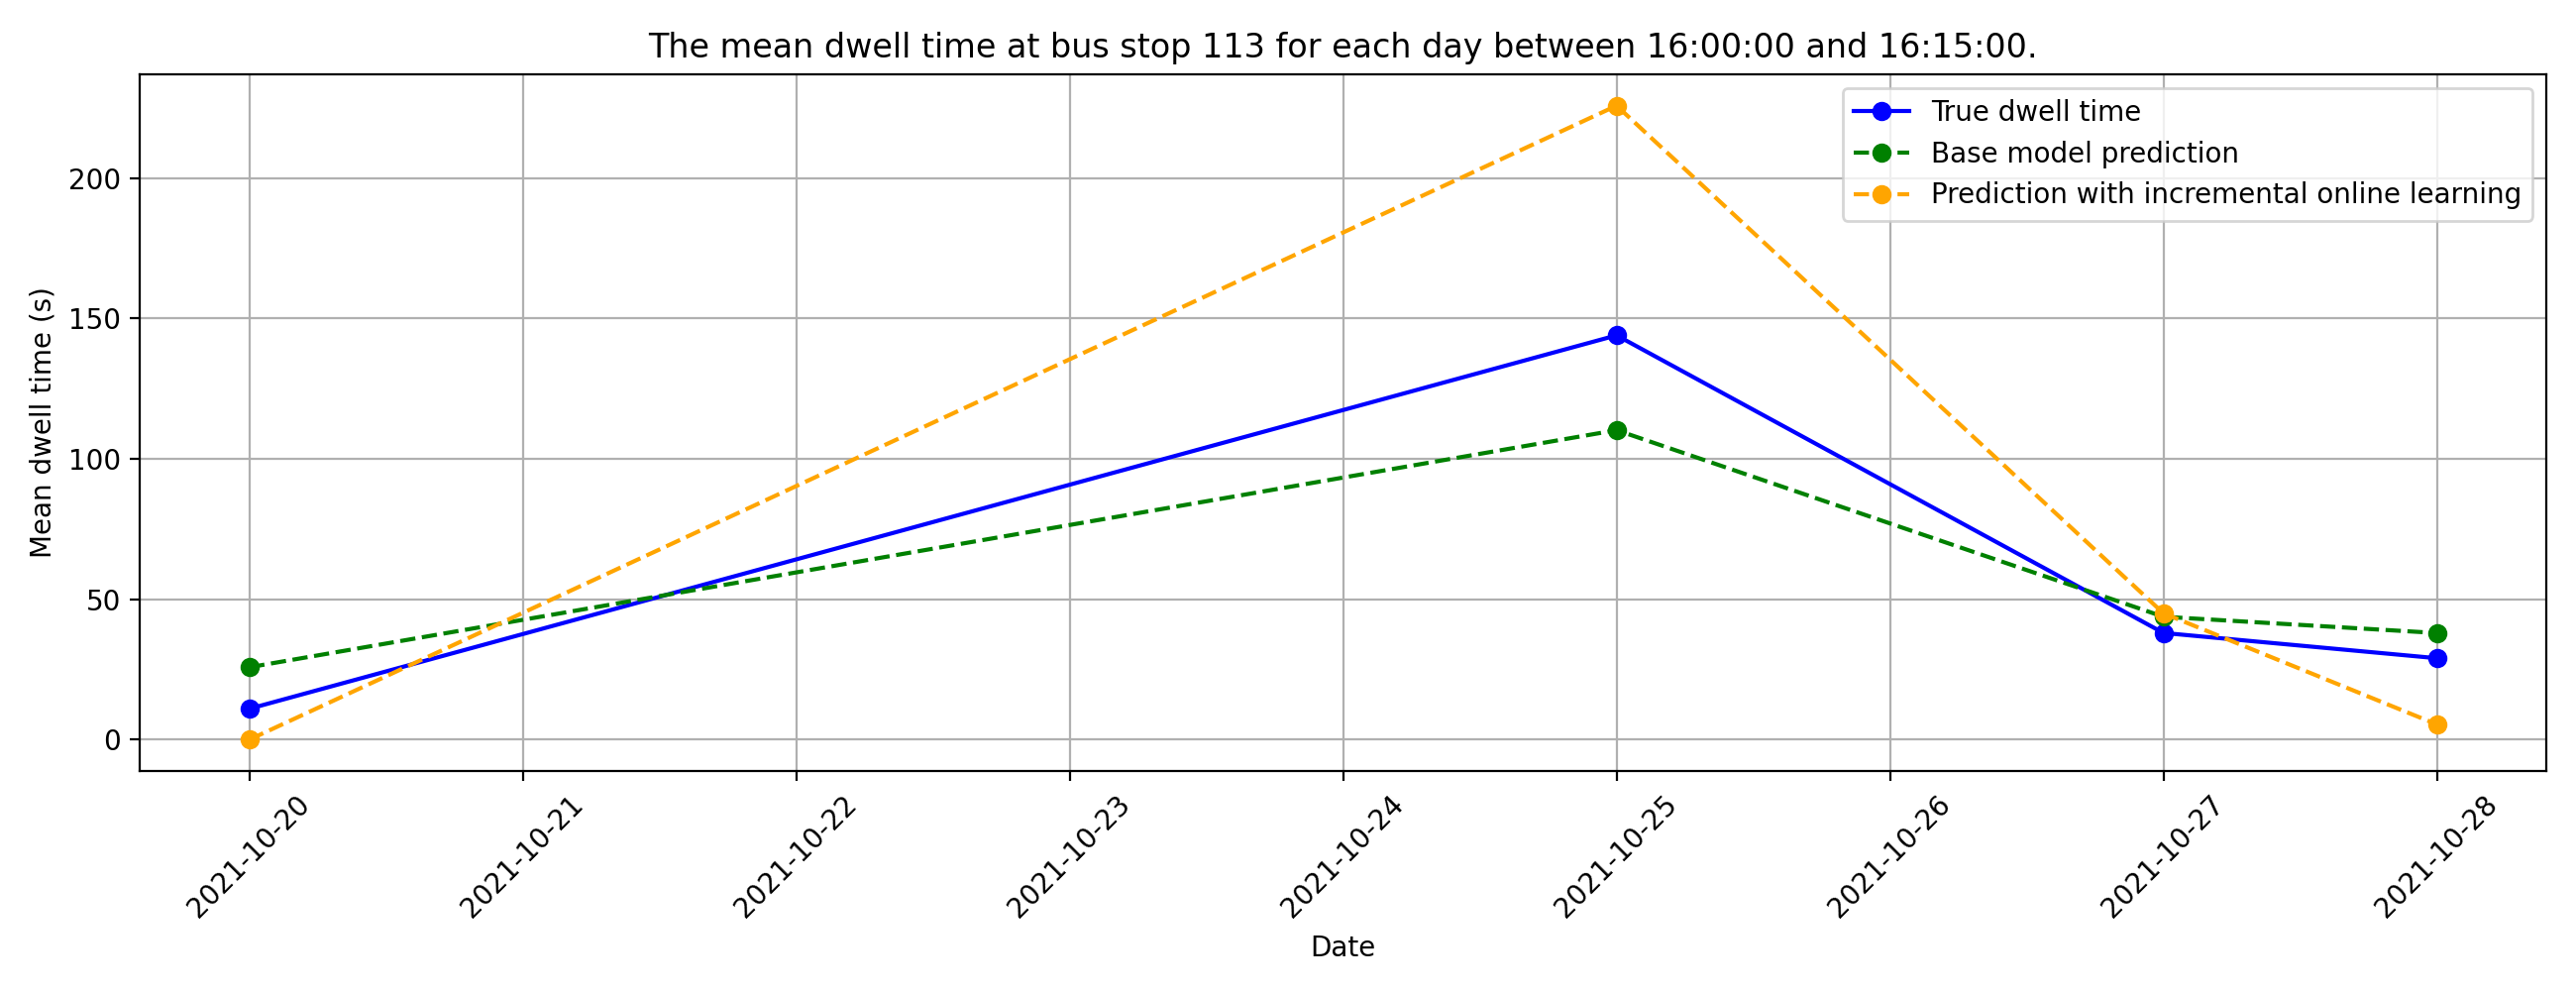 The mean dwell time at bus stop 113 for each day between 16:00:00 and 16:15:00.
True dwell time
Base model prediction
Prediction with incremental online learning
Mean dwell time (s)
200
150
100
50
0
2021-10-20
2021-10-21
2021-10-22
2021-10-23
2021-10-24
2021-10-25
2021-10-26
2021-10-27
2021-10-28
Date